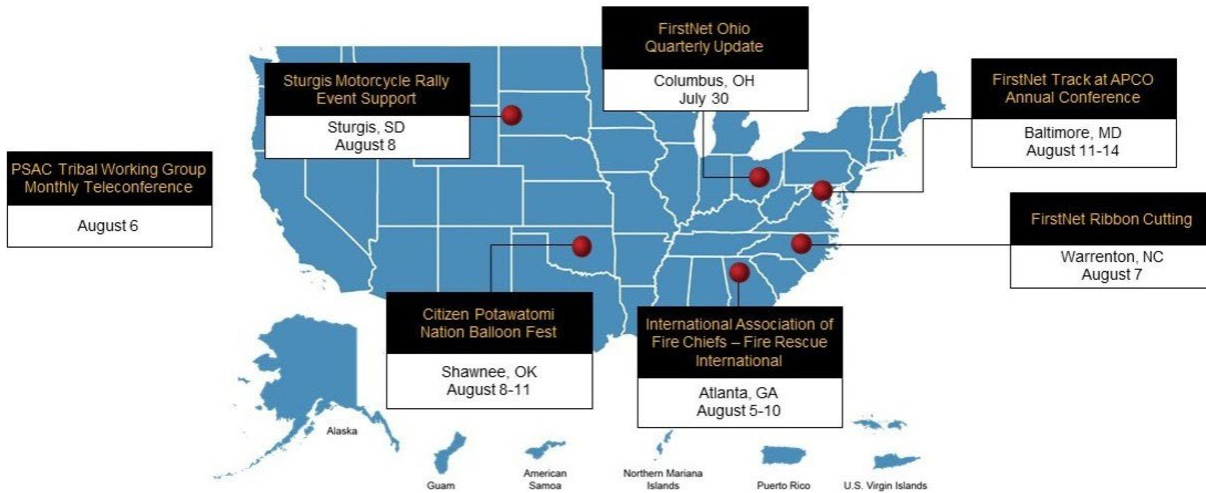 FirstNet Ohio
Quarterly Update
Columbus, OH
July 30
Sturgis Motorcycle Rally
Event Support
Sturgis, SD
August 8
FirstNet Track at APCO
Annual Conference
Baltimore, MD
August 11-14
PSAC Tribal Working Group
Monthly Teleconference
August 6
FirstNet Ribbon Cutting
Warrenton, NC
August 7
Citizen Potawatomi
Nation Balloon Fest
Shawnee, OK
August 8-11
International Association of
Fire Chiefs – Fire Rescue
International
Atlanta, GA
August 5-10
Alaska
Guam
American
Samoa
Northern Mariana
Islands
Puerto Rico
U.S. Virgin Islands